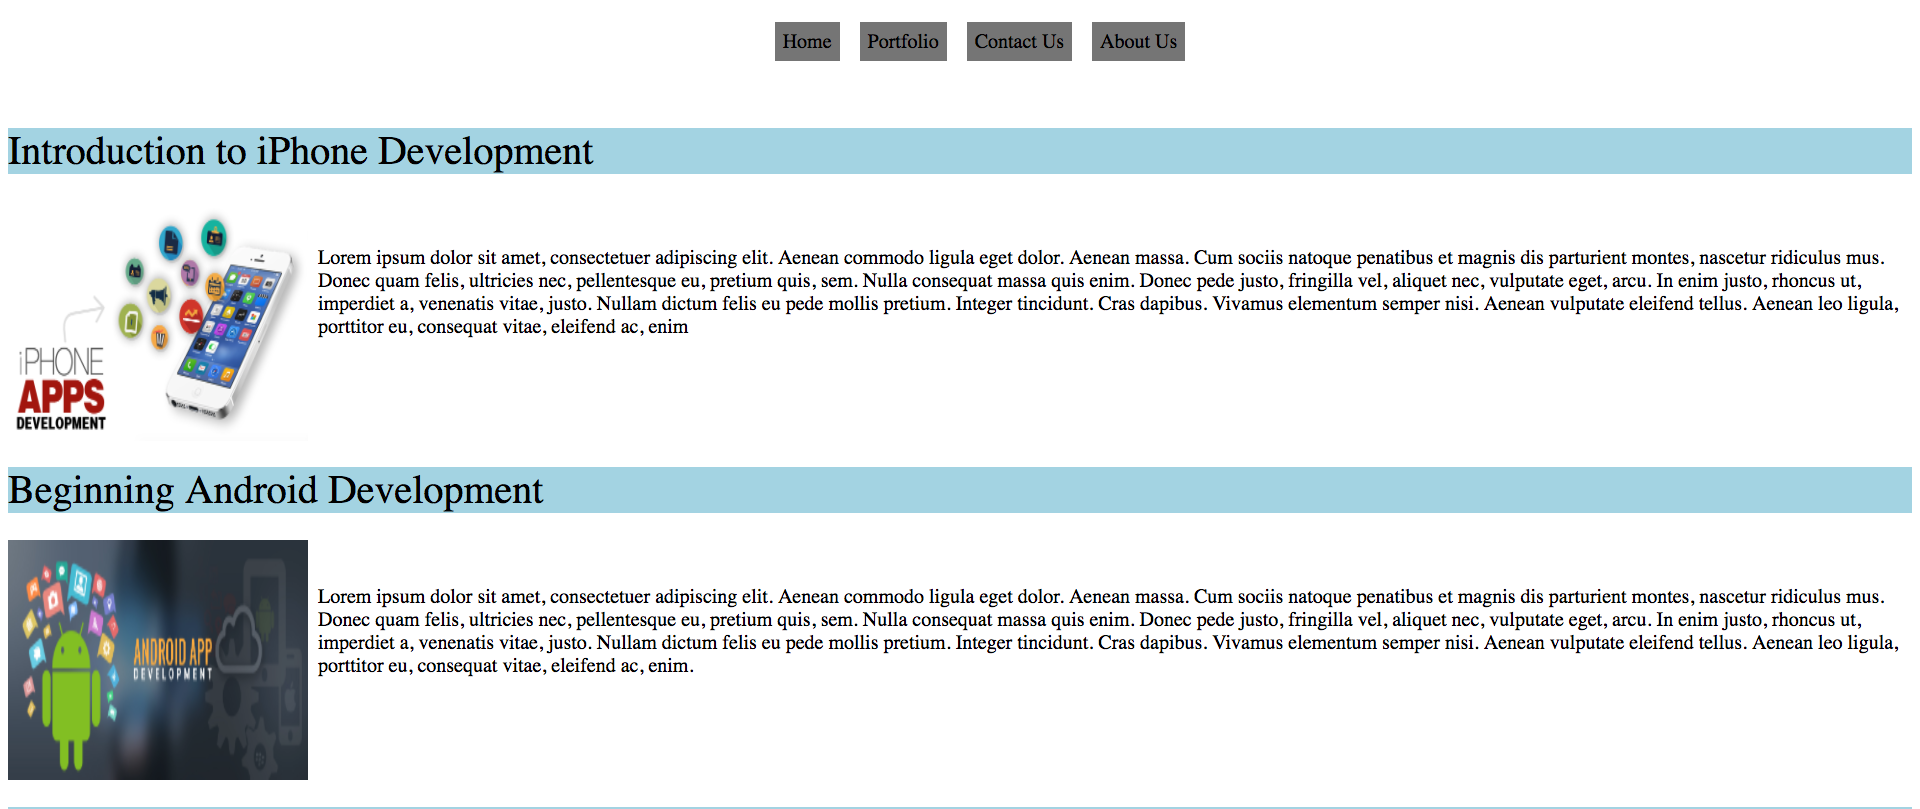 Home Portfolio Contact Us About Us
Introduction to iPhone Development
iPHONE
APPS
DEVELOPMENT
Lorem ipsum dolor sit amet, consectetuer adipiscing elit. Aenean commodo ligula eget dolor. Aenean massa. Cum sociis natoque penatibus et magnis dis parturient montes, nascetur ridiculus mus.
Donec quam felis, ultricies nec, pellentesque eu, pretium quis, sem. Nulla consequat massa quis enim. Donec pede justo, fringilla vel, aliquet nec, vulputate eget, arcu. In enim justo, rhoncus ut,
imperdiet a, venenatis vitae, justo. Nullam dictum felis eu pede mollis pretium. Integer tincidunt. Cras dapibus. Vivamus elementum semper nisi. Aenean vulputate eleifend tellus. Aenean leo ligula,
porttitor eu, consequat vitae, eleifend ac, enim
Beginning Android Development
ANDROID APP
DEVELOPMENT
Lorem ipsum dolor sit amet, consectetuer adipiscing elit. Aenean commodo ligula eget dolor. Aenean massa. Cum sociis natoque penatibus et magnis dis parturient montes, nascetur ridiculus mus.
Donec quam felis, ultricies nec, pellentesque eu, pretium quis, sem. Nulla consequat massa quis enim. Donec pede justo, fringilla vel, aliquet nec, vulputate eget, arcu. In enim justo, rhoncus ut,
imperdiet a, venenatis vitae, justo. Nullam dictum felis eu pede mollis pretium. Integer tincidunt. Cras dapibus. Vivamus elementum semper nisi. Aenean vulputate eleifend tellus. Aenean leo ligula,
porttitor eu, consequat vitae, eleifend ac, enim.